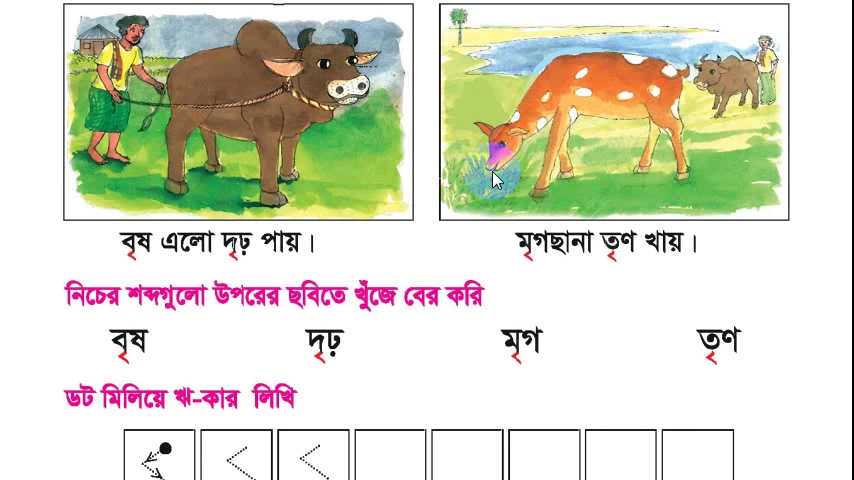 বৃষ এলো দৃঢ় পায়।
মৃগছানা তৃণ খায়।
নিচের শব্দগুলো উপরের ছবিতে খুঁজে বের করি
বৃষ দৃঢ় মৃগ তৃণ
ডট মিলিয়ে ঋ-কার লিখি